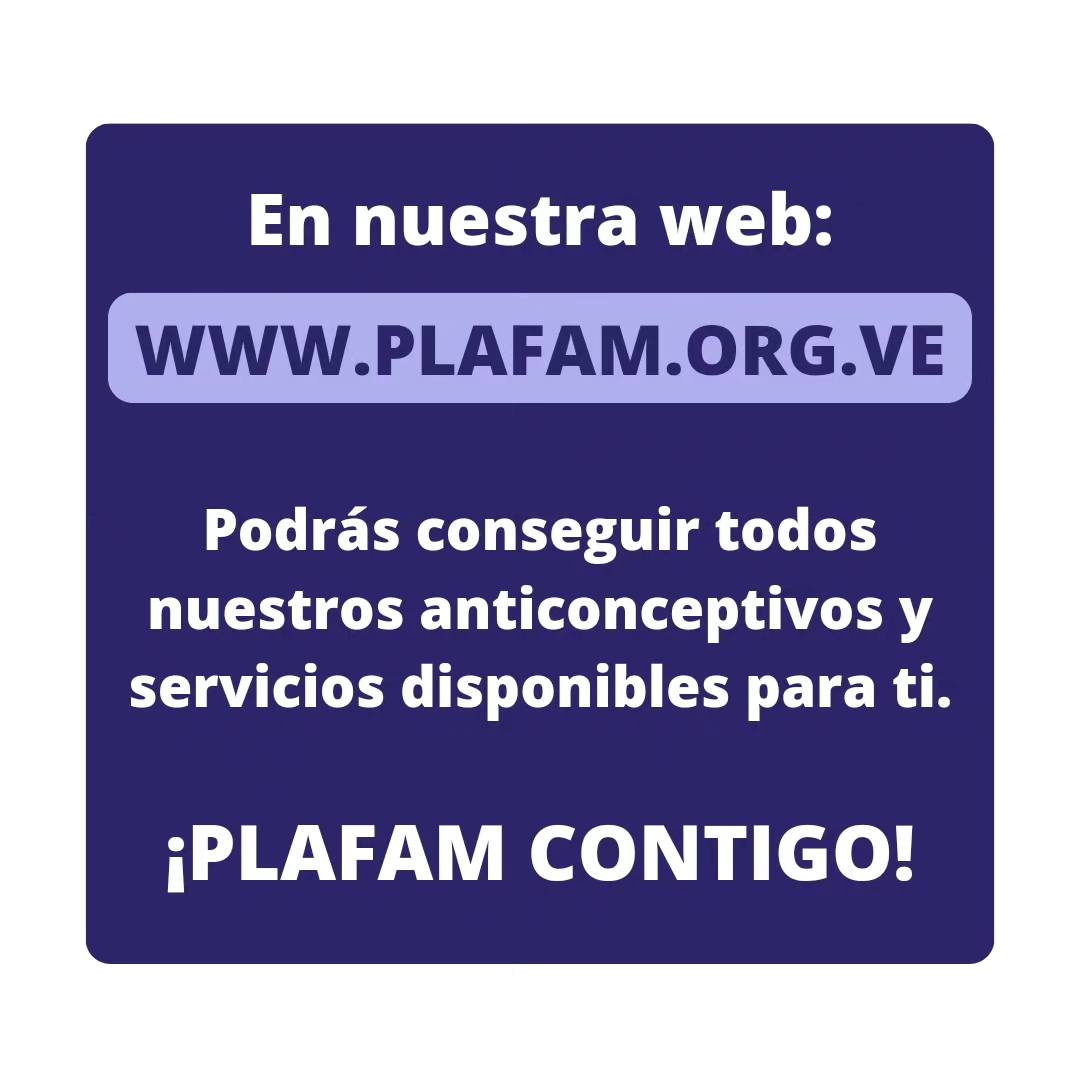 En nuestra web:
WWW.PLAFAM.ORG.VE
Podrás conseguir todos
nuestros anticonceptivos y
servicios disponibles para ti.
¡PLAFAM CONTIGO!